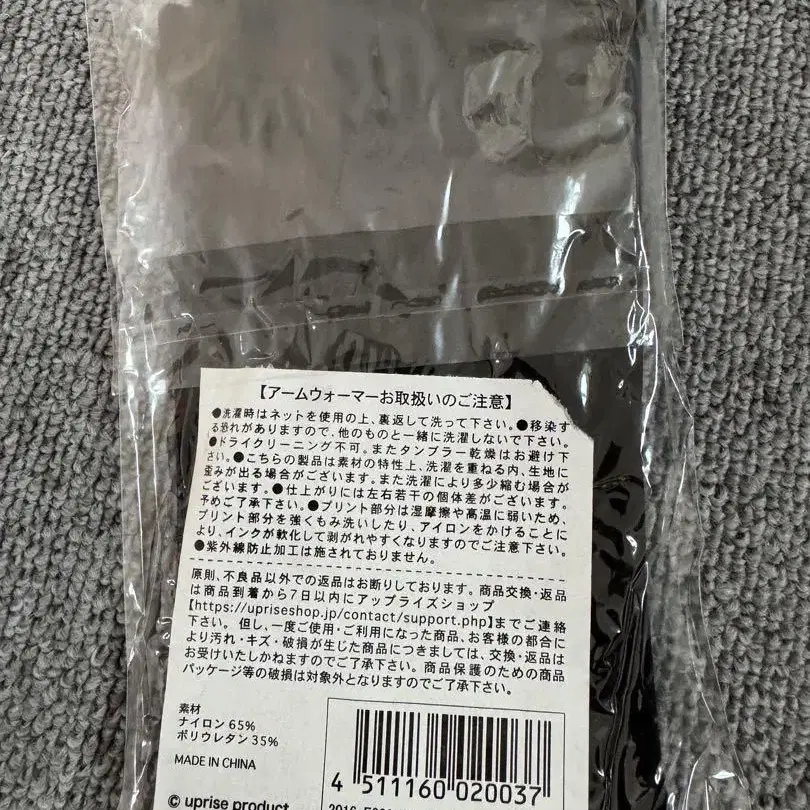 【アームウォーマーお取扱いのご注意】
●洗濯時はネットを使用の上、裏返して洗って下さい。●移染す
る恐れがありますので、他のものと一緒に洗濯しないで下さい。
●ドライクリーニング不可。またタンブラー乾燥はお避け下
さい。●こちらの製品は素材の特性上、洗濯を重ねる内、生地に
歪みが出る場合がございます。また洗濯により多少縮む場合が
ございます。●仕上がりには左右若干の個体差がございます。
予めご了承下さい。●プリント部分は湿摩擦や高温に弱いため、
プリント部分を強くもみ洗いしたり、アイロンをかけることに
より、インクが軟化して剥がれやすくなりますのでご注意下さい。
●紫外線防止加工は施されておりません。
原則、不良品以外での返品はお断りしております。商品交換・返品
は商品到着から7日以内にアップライズショップ
【https://upriseshop.jp/contact/support.php】までご連絡
下さい。但し、一度ご使用・ご利用になった商品、お客様の都合に
より汚れ・キズ・破損が生じた商品につきましては、交換・返品は
お受けいたしかねますのでご了承下さい。商品保護のための商品
パッケージ等の破損は対象外となりますのでご了承下さい。
素材
ナイロン 65%
ポリウレタン 35%
MADE IN CHINA
4 511160 020037
© uprise product